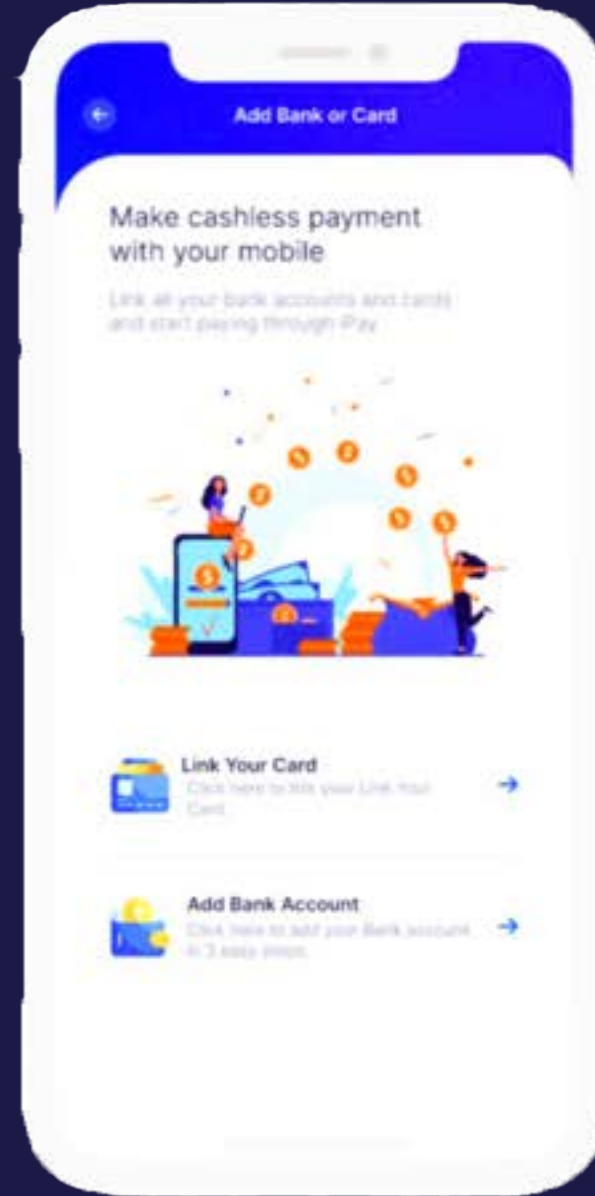 Add Bank or Card
Make cashless payment
with your mobile
Link all your bank accounts and cards
and start paying through iPay
Link Your Card
Click here to link your Link Your
Card
Add Bank Account
Click here to add your Bank account
in 3 easy steps